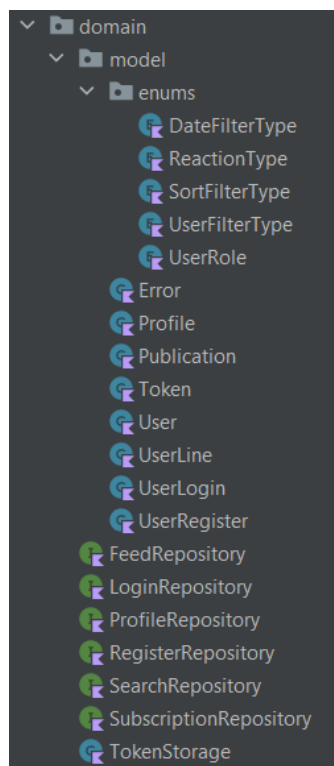 domain
model
enums
DateFilterType
ReactionType
SortFilterType
UserFilterType
UserRole
Error
Profile
Publication
Token
User
UserLine
UserLogin
UserRegister
FeedRepository
LoginRepository
ProfileRepository
RegisterRepository
SearchRepository
SubscriptionRepository
TokenStorage